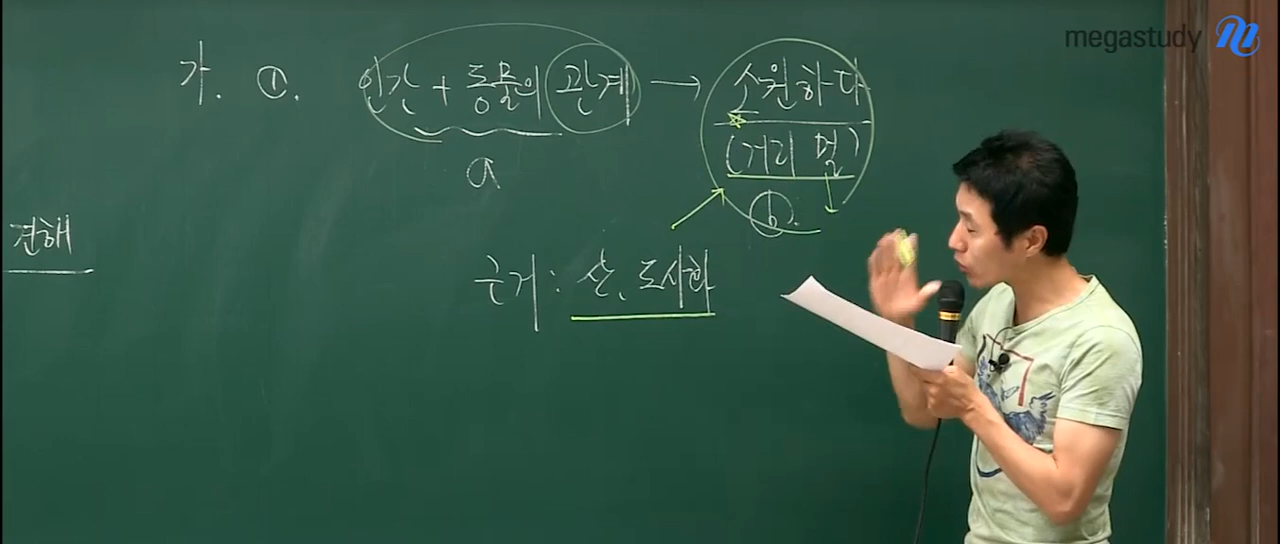 megastudy
가. ①. 인간 + 동물의 관계 → 소원하다
(거리 멂)
a
ⓑ.
견해
근거 : 산, 도시화